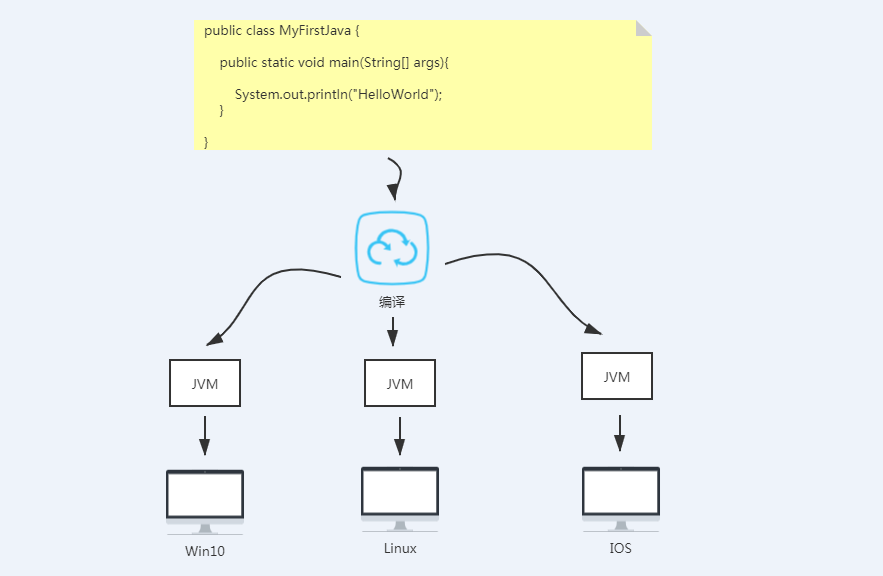 public class MyFirstJava {
public static void main(String[] args){
System.out.println("HelloWorld");
}
}
编译
JVM
JVM
JVM
Win10
Linux
IOS